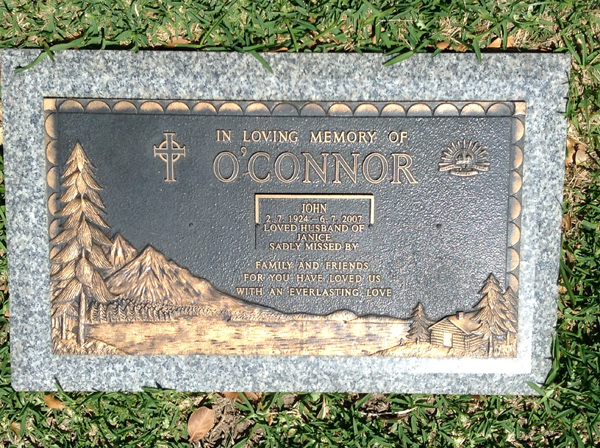 IN LOVING MEMORY OF
O'CONNOR
JOHN
2. 7. 1924 - 6. 7. 2007
LOVED HUSBAND OF
JANICE
SADLY MISSED BY
FAMILY AND FRIENDS
FOR YOU HAVE LOVED US
WITH AN EVERLASTING LOVE